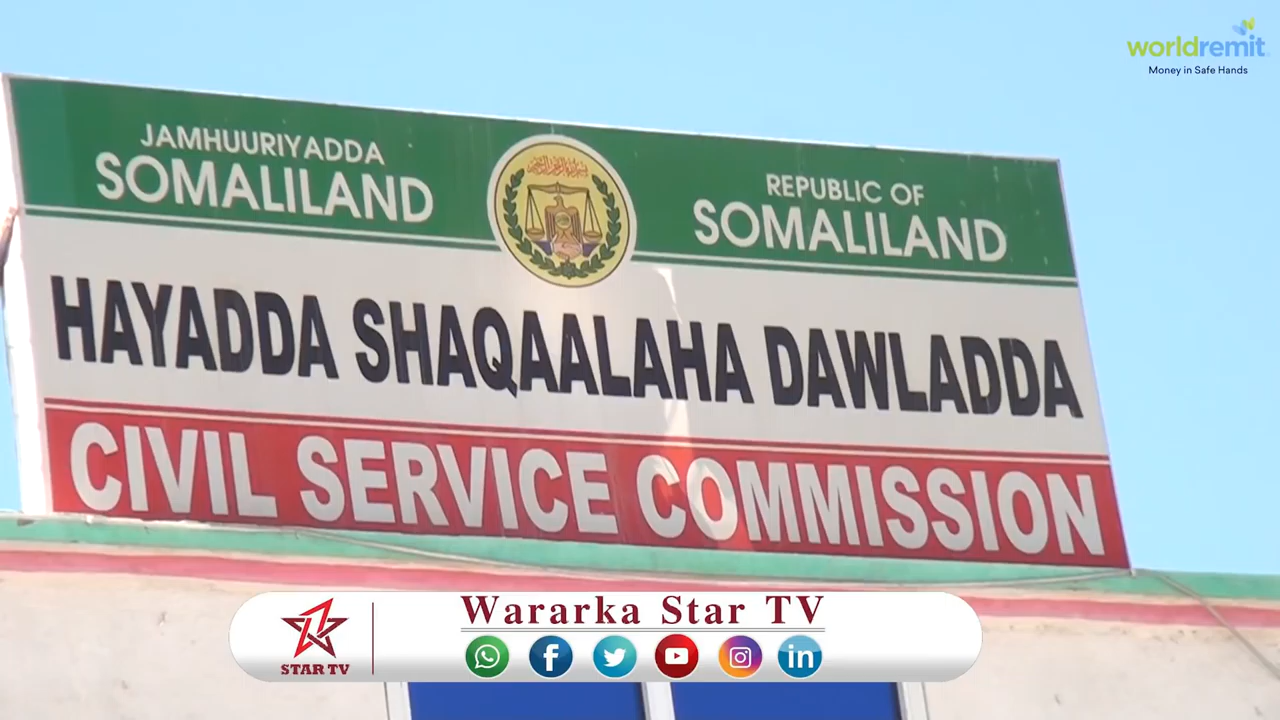 worldremit
Money in Safe Hands
JAMHUURIYADDA
SOMALILAND
REPUBLIC OF
SOMALILAND
HAYADDA SHAQAALAHA DAWLADDA
CIVIL SERVICE COMMISSION
Wararka Star TV
STAR TV